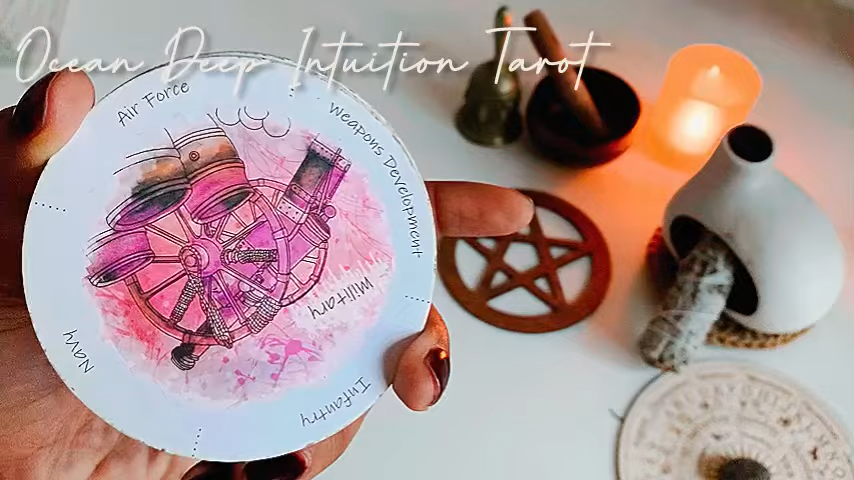 Ocean Deep Intuition Tarot
Air Force
Weapons Development
Military
Infantry
Navy